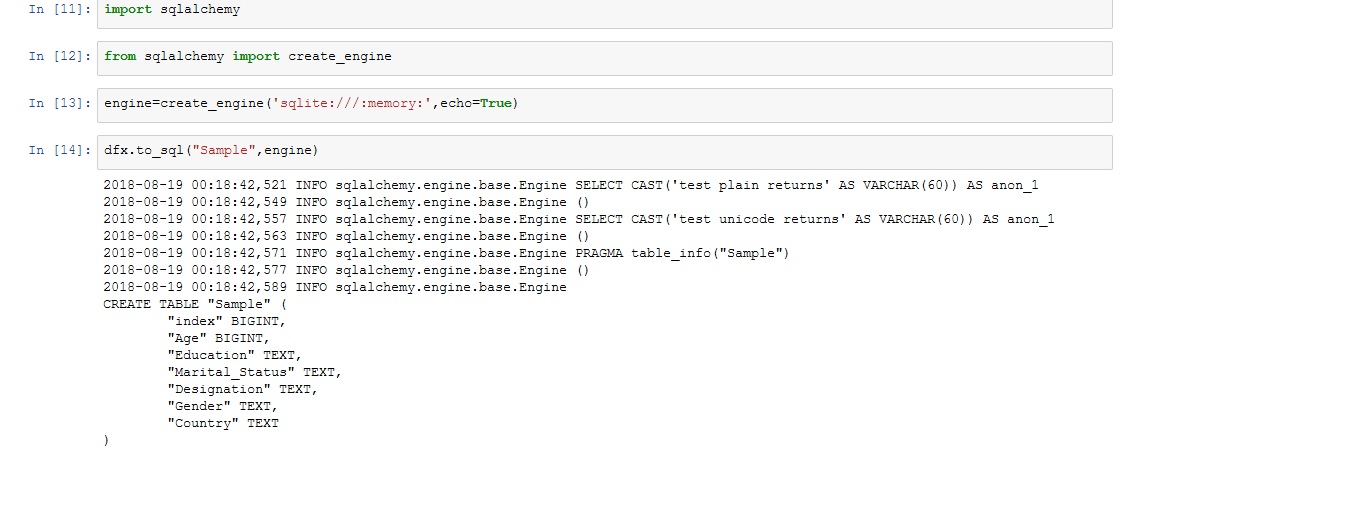 In [11]: import sqlalchemy
In [12]: from sqlalchemy import create_engine
In [13]: engine=create_engine('sqlite:///:memory:',echo=True)
In [14]: dfx.to_sql("Sample",engine)
2018-08-19 00:18:42,521 INFO sqlalchemy.engine.base.Engine SELECT CAST('test plain returns' AS VARCHAR(60)) AS anon_1
2018-08-19 00:18:42,549 INFO sqlalchemy.engine.base.Engine ()
2018-08-19 00:18:42,557 INFO sqlalchemy.engine.base.Engine SELECT CAST('test unicode returns' AS VARCHAR(60)) AS anon_1
2018-08-19 00:18:42,563 INFO sqlalchemy.engine.base.Engine ()
2018-08-19 00:18:42,571 INFO sqlalchemy.engine.base.Engine PRAGMA table_info("Sample")
2018-08-19 00:18:42,577 INFO sqlalchemy.engine.base.Engine ()
2018-08-19 00:18:42,589 INFO sqlalchemy.engine.base.Engine
CREATE TABLE "Sample" (
"index" BIGINT,
"Age" BIGINT,
"Education" TEXT,
"Marital_Status" TEXT,
"Designation" TEXT,
"Gender" TEXT,
"Country" TEXT
)